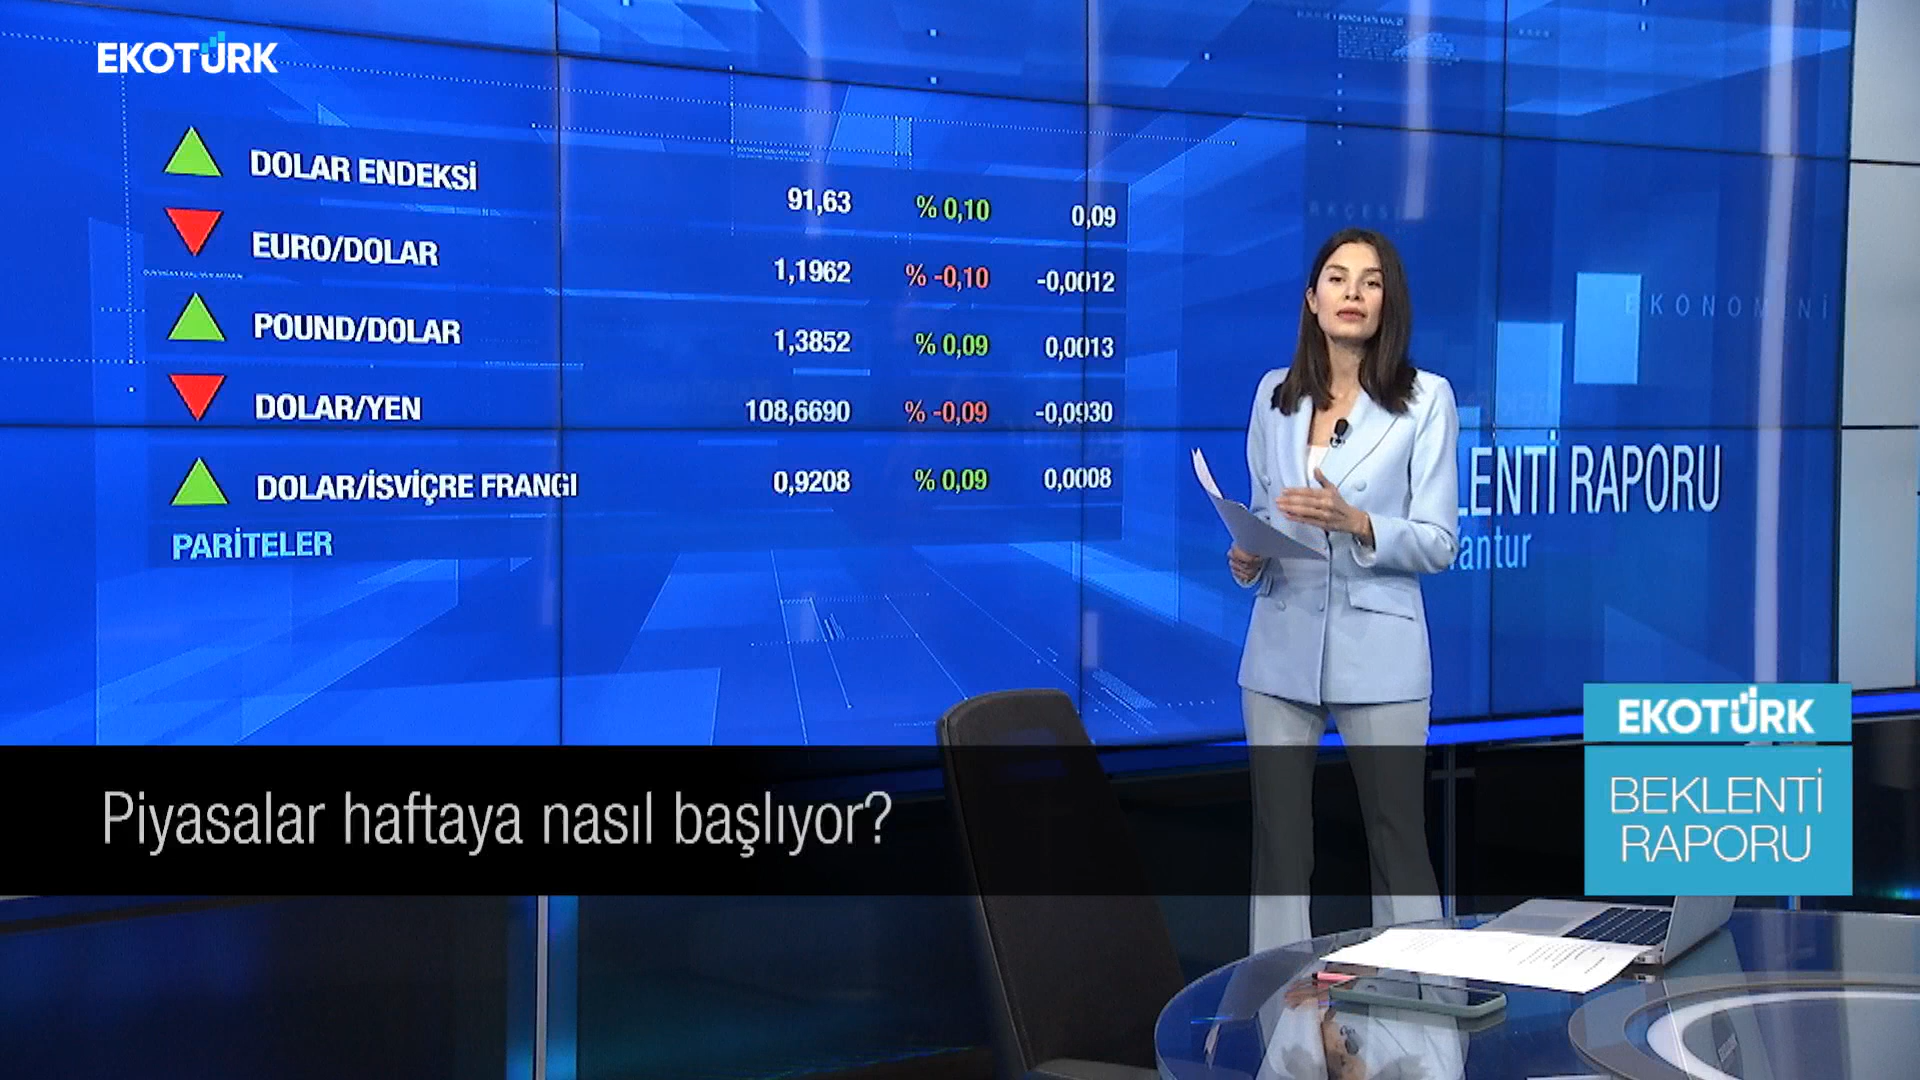 EKOTÜRK
DOLAR ENDEKSİ 91,63 % 0,10 0,09
EURO/DOLAR 1,1962 % -0,10 -0,0012
POUND/DOLAR 1,3852 % 0,09 0,0013
DOLAR/YEN 108,6690 % -0,09 -0,0930
DOLAR/İSVİÇRE FRANGI 0,9208 % 0,09 0,0008
PARİTELER
EKONOMİNİ
LENTİ RAPORU
EKOTÜRK
BEKLENTİ
RAPORU
Piyasalar haftaya nasıl başlıyor?